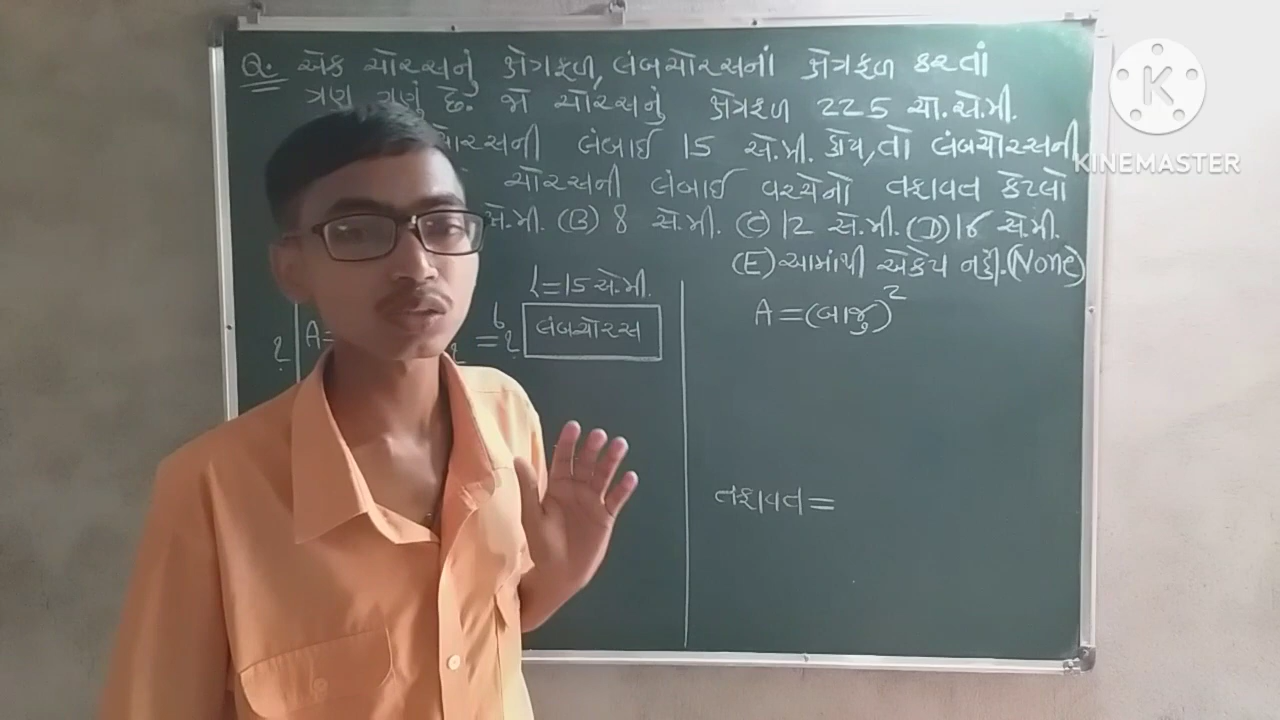 Q. એક ચોરસનું ક્ષેત્રફળ, લંબચોરસનાં ક્ષેત્રફળ કરતાં
ત્રણ ગણું છે. જો ચોરસનું ક્ષેત્રફળ 225 ચો.સે.મી.
ચોરસની લંબાઈ 15 સે.મી. હોય, તો લંબચોરસની
ચોરસની લંબાઈ વચ્ચેનો તફાવત કેટલો
સે.મી. (B) 8 સે.મી. (C) 12 સે.મી. (D) 16 સે.મી.
(E) આમાંથી એકેય નહીં. (None)
l = 15 સે.મી.
A = (બાજુ)²
? A = = b ? લંબચોરસ
તફાવત =
K
KINEMASTER